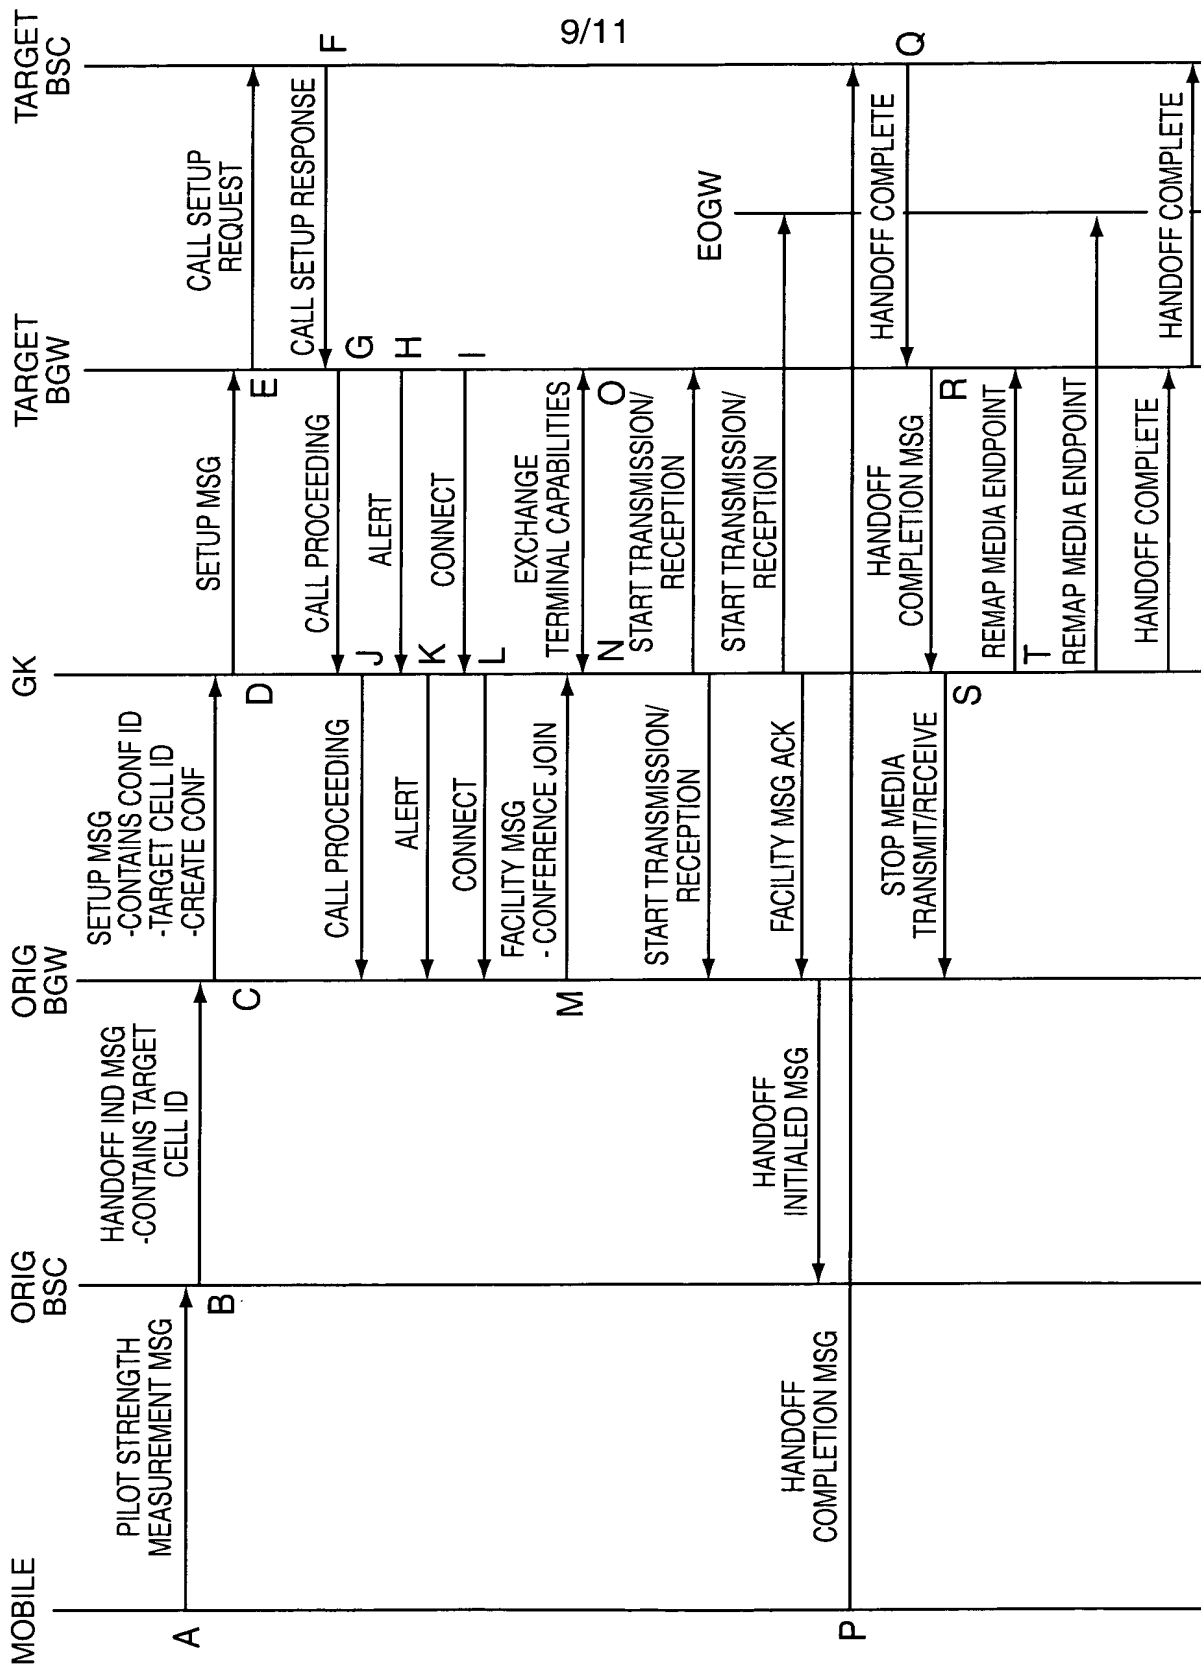 9/11
MOBILE
ORIG
BSC
ORIG
BGW
GK
TARGET
BGW
TARGET
BSC
A
PILOT STRENGTH
MEASUREMENT MSG
B
HANDOFF IND MSG
-CONTAINS TARGET
CELL ID
C
SETUP MSG
-CONTAINS CONF ID
-TARGET CELL ID
-CREATE CONF
D
SETUP MSG
E
CALL SETUP
REQUEST
F
CALL SETUP RESPONSE
G
CALL PROCEEDING
J
CALL PROCEEDING
H
ALERT
K
ALERT
I
CONNECT
L
CONNECT
M
FACILITY MSG
- CONFERENCE JOIN
N
EXCHANGE
TERMINAL CAPABILITIES
O
START TRANSMISSION/
RECEPTION
START TRANSMISSION/
RECEPTION
START TRANSMISSION/
RECEPTION
EOGW
FACILITY MSG ACK
HANDOFF
INITIALED MSG
P
HANDOFF
COMPLETION MSG
Q
HANDOFF COMPLETE
R
HANDOFF
COMPLETION MSG
S
STOP MEDIA
TRANSMIT/RECEIVE
REMAP MEDIA ENDPOINT
T
REMAP MEDIA ENDPOINT
HANDOFF COMPLETE
HANDOFF COMPLETE